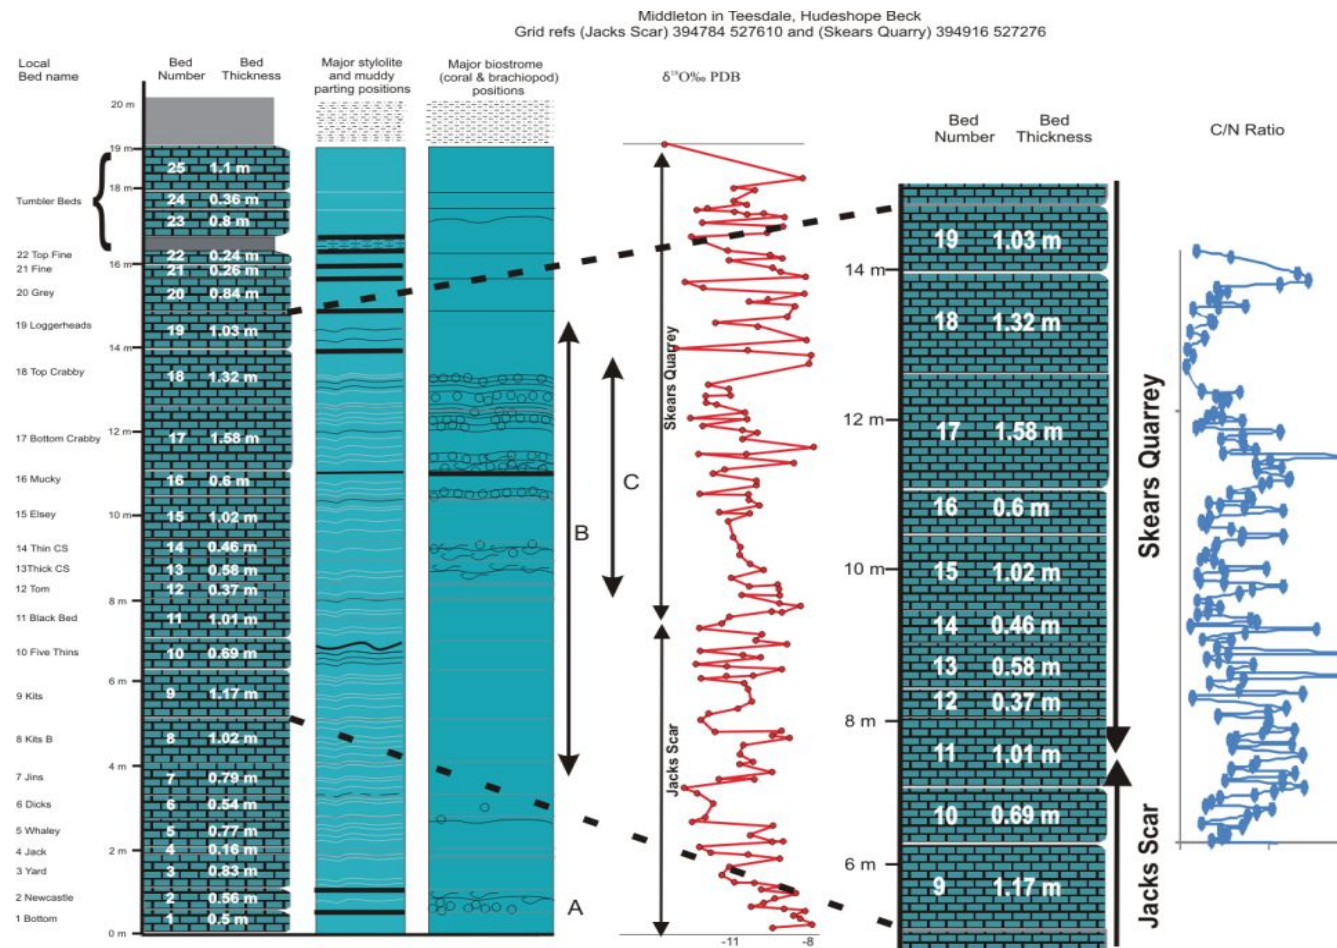 Middleton in Teesdale, Hudeshope Beck
Grid refs (Jacks Scar) 394784 527610 and (Skears Quarry) 394916 527276
Local
Bed name
Bed
Number
Bed
Thickness
Major stylolite
and muddy
parting positions
Major biostrome
(coral & brachiopod)
positions
δ¹⁸O‰ PDB
Bed
Number
Bed
Thickness
C/N Ratio
20 m
19 m
18 m
16 m
14 m
12 m
10 m
8 m
6 m
4 m
2 m
0 m
Tumbler Beds
22 Top Fine
21 Fine
20 Grey
19 Loggerheads
18 Top Crabby
17 Bottom Crabby
16 Mucky
15 Elsey
14 Thin CS
13Thick CS
12 Tom
11 Black Bed
10 Five Thins
9 Kits
8 Kits B
7 Jins
6 Dicks
5 Whaley
4 Jack
3 Yard
2 Newcastle
1 Bottom
25 1.1 m
24 0.36 m
23 0.8 m
22 0.24 m
21 0.26 m
20 0.84 m
19 1.03 m
18 1.32 m
17 1.58 m
16 0.6 m
15 1.02 m
14 0.46 m
13 0.58 m
12 0.37 m
11 1.01 m
10 0.69 m
9 1.17 m
8 1.02 m
7 0.79 m
6 0.54 m
5 0.77 m
4 0.16 m
3 0.83 m
2 0.56 m
1 0.5 m
A
B
C
Skears Quarrey
Jacks Scar
-11
-8
14 m
12 m
10 m
8 m
6 m
19 1.03 m
18 1.32 m
17 1.58 m
16 0.6 m
15 1.02 m
14 0.46 m
13 0.58 m
12 0.37 m
11 1.01 m
10 0.69 m
9 1.17 m
Skears Quarrey
Jacks Scar